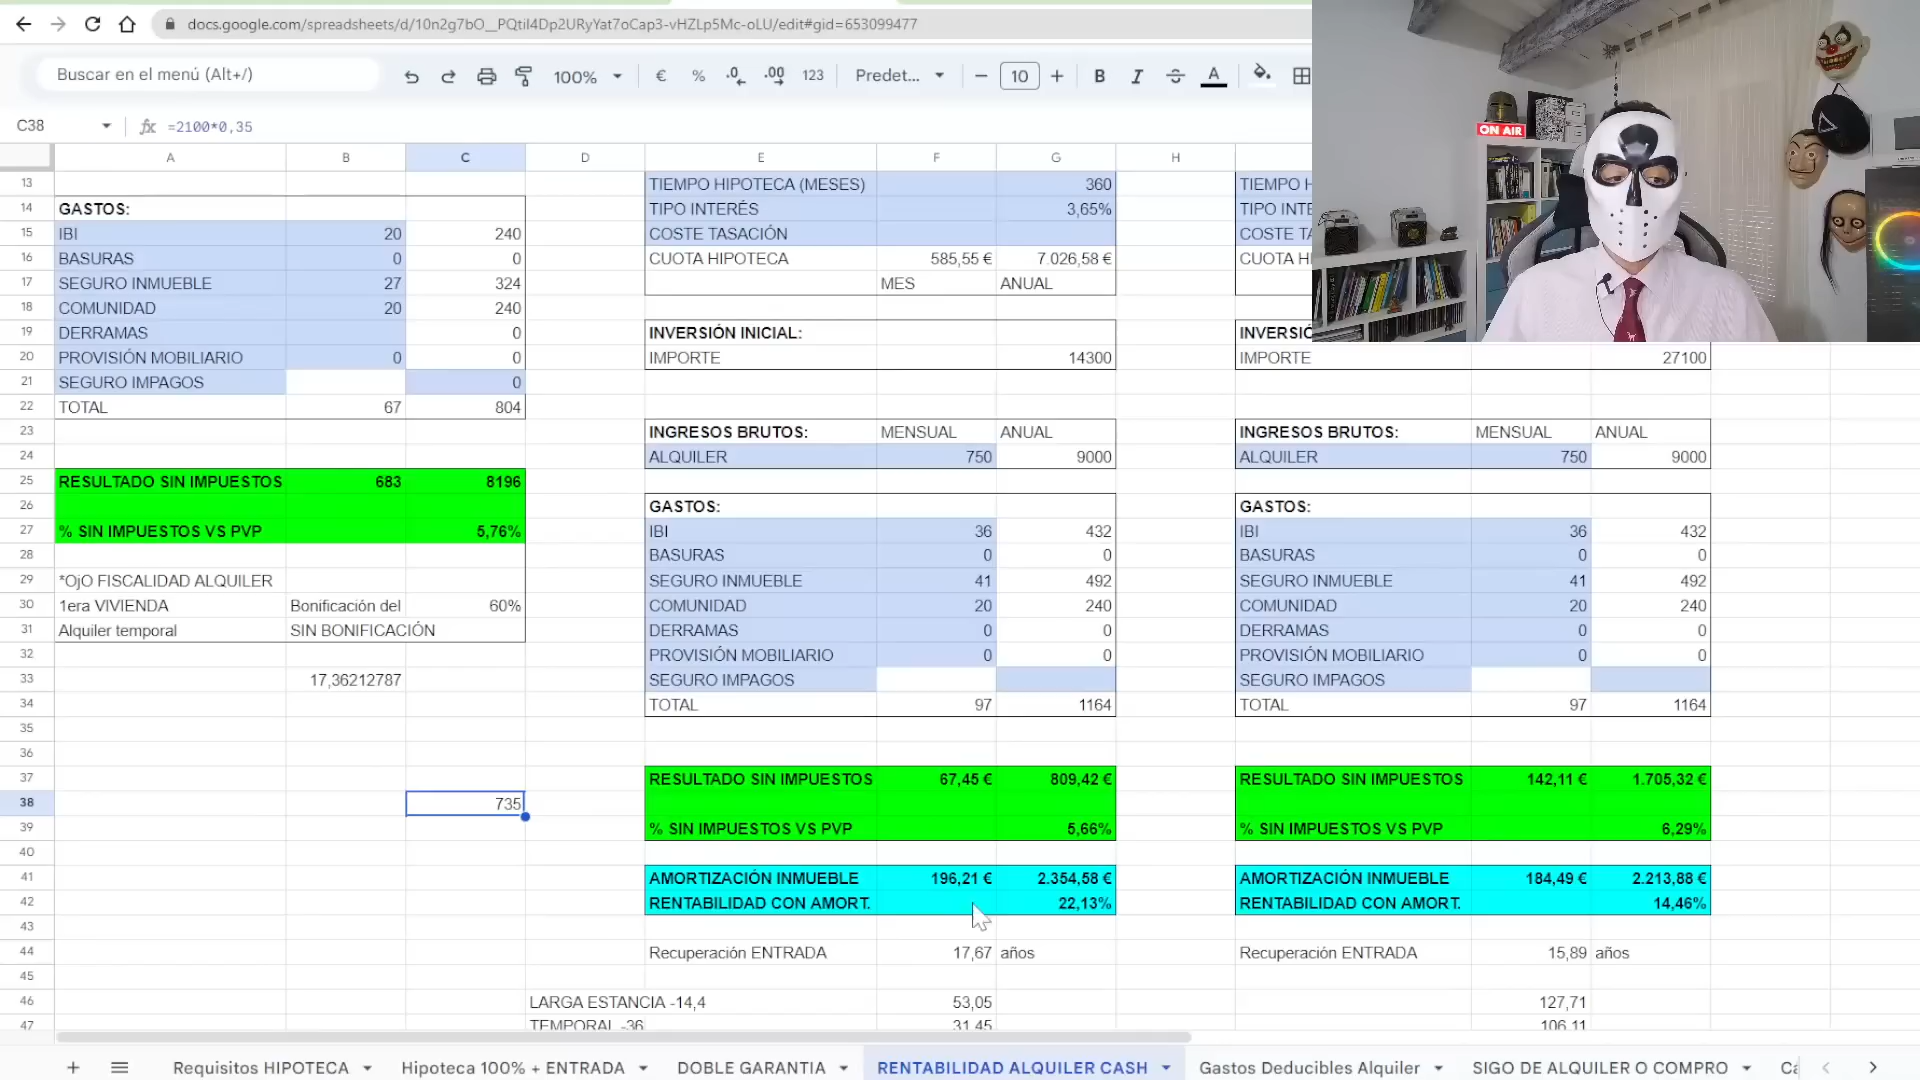 docs.google.com/spreadsheets/d/10n2g7bO__PQtiI4Dp2URyYat7oCap3-vHZLp5Mc-oLU/edit#gid=653099477
Buscar en el menú (Alt+/) 100% € % .0 .00 123 Predet... − 10 + B I A
C38 fx =2100*0,35
A B C D E F G H
13 TIEMPO HIPOTECA (MESES) 360 TIEMPO H
14 GASTOS: TIPO INTERÉS 3,65% TIPO INTE
15 IBI 20 240 COSTE TASACIÓN COSTE TA
16 BASURAS 0 0 CUOTA HIPOTECA 585,55 € 7.026,58 € CUOTA HI
17 SEGURO INMUEBLE 27 324 MES ANUAL
18 COMUNIDAD 20 240
19 DERRAMAS 0 INVERSIÓN INICIAL: INVERSIÓ
20 PROVISIÓN MOBILIARIO 0 0 IMPORTE 14300 IMPORTE 27100
21 SEGURO IMPAGOS 0
22 TOTAL 67 804
23 INGRESOS BRUTOS: MENSUAL ANUAL INGRESOS BRUTOS: MENSUAL ANUAL
24 ALQUILER 750 9000 ALQUILER 750 9000
25 RESULTADO SIN IMPUESTOS 683 8196
26 GASTOS: GASTOS:
27 % SIN IMPUESTOS VS PVP 5,76% IBI 36 432 IBI 36 432
28 BASURAS 0 0 BASURAS 0 0
29 *OjO FISCALIDAD ALQUILER SEGURO INMUEBLE 41 492 SEGURO INMUEBLE 41 492
30 1era VIVIENDA Bonificación del 60% COMUNIDAD 20 240 COMUNIDAD 20 240
31 Alquiler temporal SIN BONIFICACIÓN DERRAMAS 0 0 DERRAMAS 0 0
32 PROVISIÓN MOBILIARIO 0 0 PROVISIÓN MOBILIARIO 0 0
33 17,36212787 SEGURO IMPAGOS SEGURO IMPAGOS
34 TOTAL 97 1164 TOTAL 97 1164
35
36
37 RESULTADO SIN IMPUESTOS 67,45 € 809,42 € RESULTADO SIN IMPUESTOS 142,11 € 1.705,32 €
38 735
39 % SIN IMPUESTOS VS PVP 5,66% % SIN IMPUESTOS VS PVP 6,29%
40
41 AMORTIZACIÓN INMUEBLE 196,21 € 2.354,58 € AMORTIZACIÓN INMUEBLE 184,49 € 2.213,88 €
42 RENTABILIDAD CON AMORT. 22,13% RENTABILIDAD CON AMORT. 14,46%
43
44 Recuperación ENTRADA 17,67 años Recuperación ENTRADA 15,89 años
45
46 LARGA ESTANCIA -14,4 53,05 127,71
47 TEMPORAL -36 31,45 106,11
+ Requisitos HIPOTECA Hipoteca 100% + ENTRADA DOBLE GARANTIA RENTABILIDAD ALQUILER CASH Gastos Deducibles Alquiler SIGO DE ALQUILER O COMPRO
ON AIR